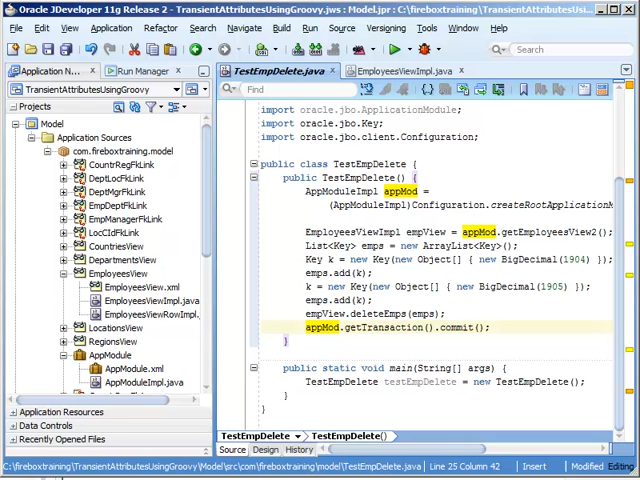 Oracle JDeveloper 11g Release 2 - TransientAttributesUsingGroovy.jws : Model.jpr : C:\fireboxtraining\TransientAttributesUsi...
File Edit View Application Refactor Search Navigate Build Run Source Versioning Tools Window Help
Search
Application N... Run Manager
TransientAttributesUsingGroovy
Projects
Model
Application Sources
com.fireboxtraining.model
CountrRegFkLink
DeptLocFkLink
DeptMgrFkLink
EmpDeptFkLink
EmpManagerFkLink
LocCIdFkLink
CountriesView
DepartmentsView
EmployeesView
EmployeesView.xml
EmployeesViewImpl.java
EmployeesViewRowImpl.j
LocationsView
RegionsView
AppModule
AppModule.xml
AppModuleImpl.java
Application Resources
Data Controls
Recently Opened Files
TestEmpDelete.java EmployeesViewImpl.java
Find
import oracle.jbo.ApplicationModule;
import oracle.jbo.Key;
import oracle.jbo.client.Configuration;
public class TestEmpDelete {
public TestEmpDelete() {
AppModuleImpl appMod =
(AppModuleImpl)Configuration.createRootApplicationM
EmployeesViewImpl empView = appMod.getEmployeesView2();
List<Key> emps = new ArrayList<Key>();
Key k = new Key(new Object[] { new BigDecimal(1904) });
emps.add(k);
k = new Key(new Object[] { new BigDecimal(1905) });
emps.add(k);
empView.deleteEmps(emps);
appMod.getTransaction().commit();
}
public static void main(String[] args) {
TestEmpDelete testEmpDelete = new TestEmpDelete();
}
}
TestEmpDelete TestEmpDelete()
Source Design History
C:\fireboxtraining\TransientAttributesUsingGroovy\Model\src\com\fireboxtraining\model\TestEmpDelete.java Line 25 Column 42 Insert Modified Editing